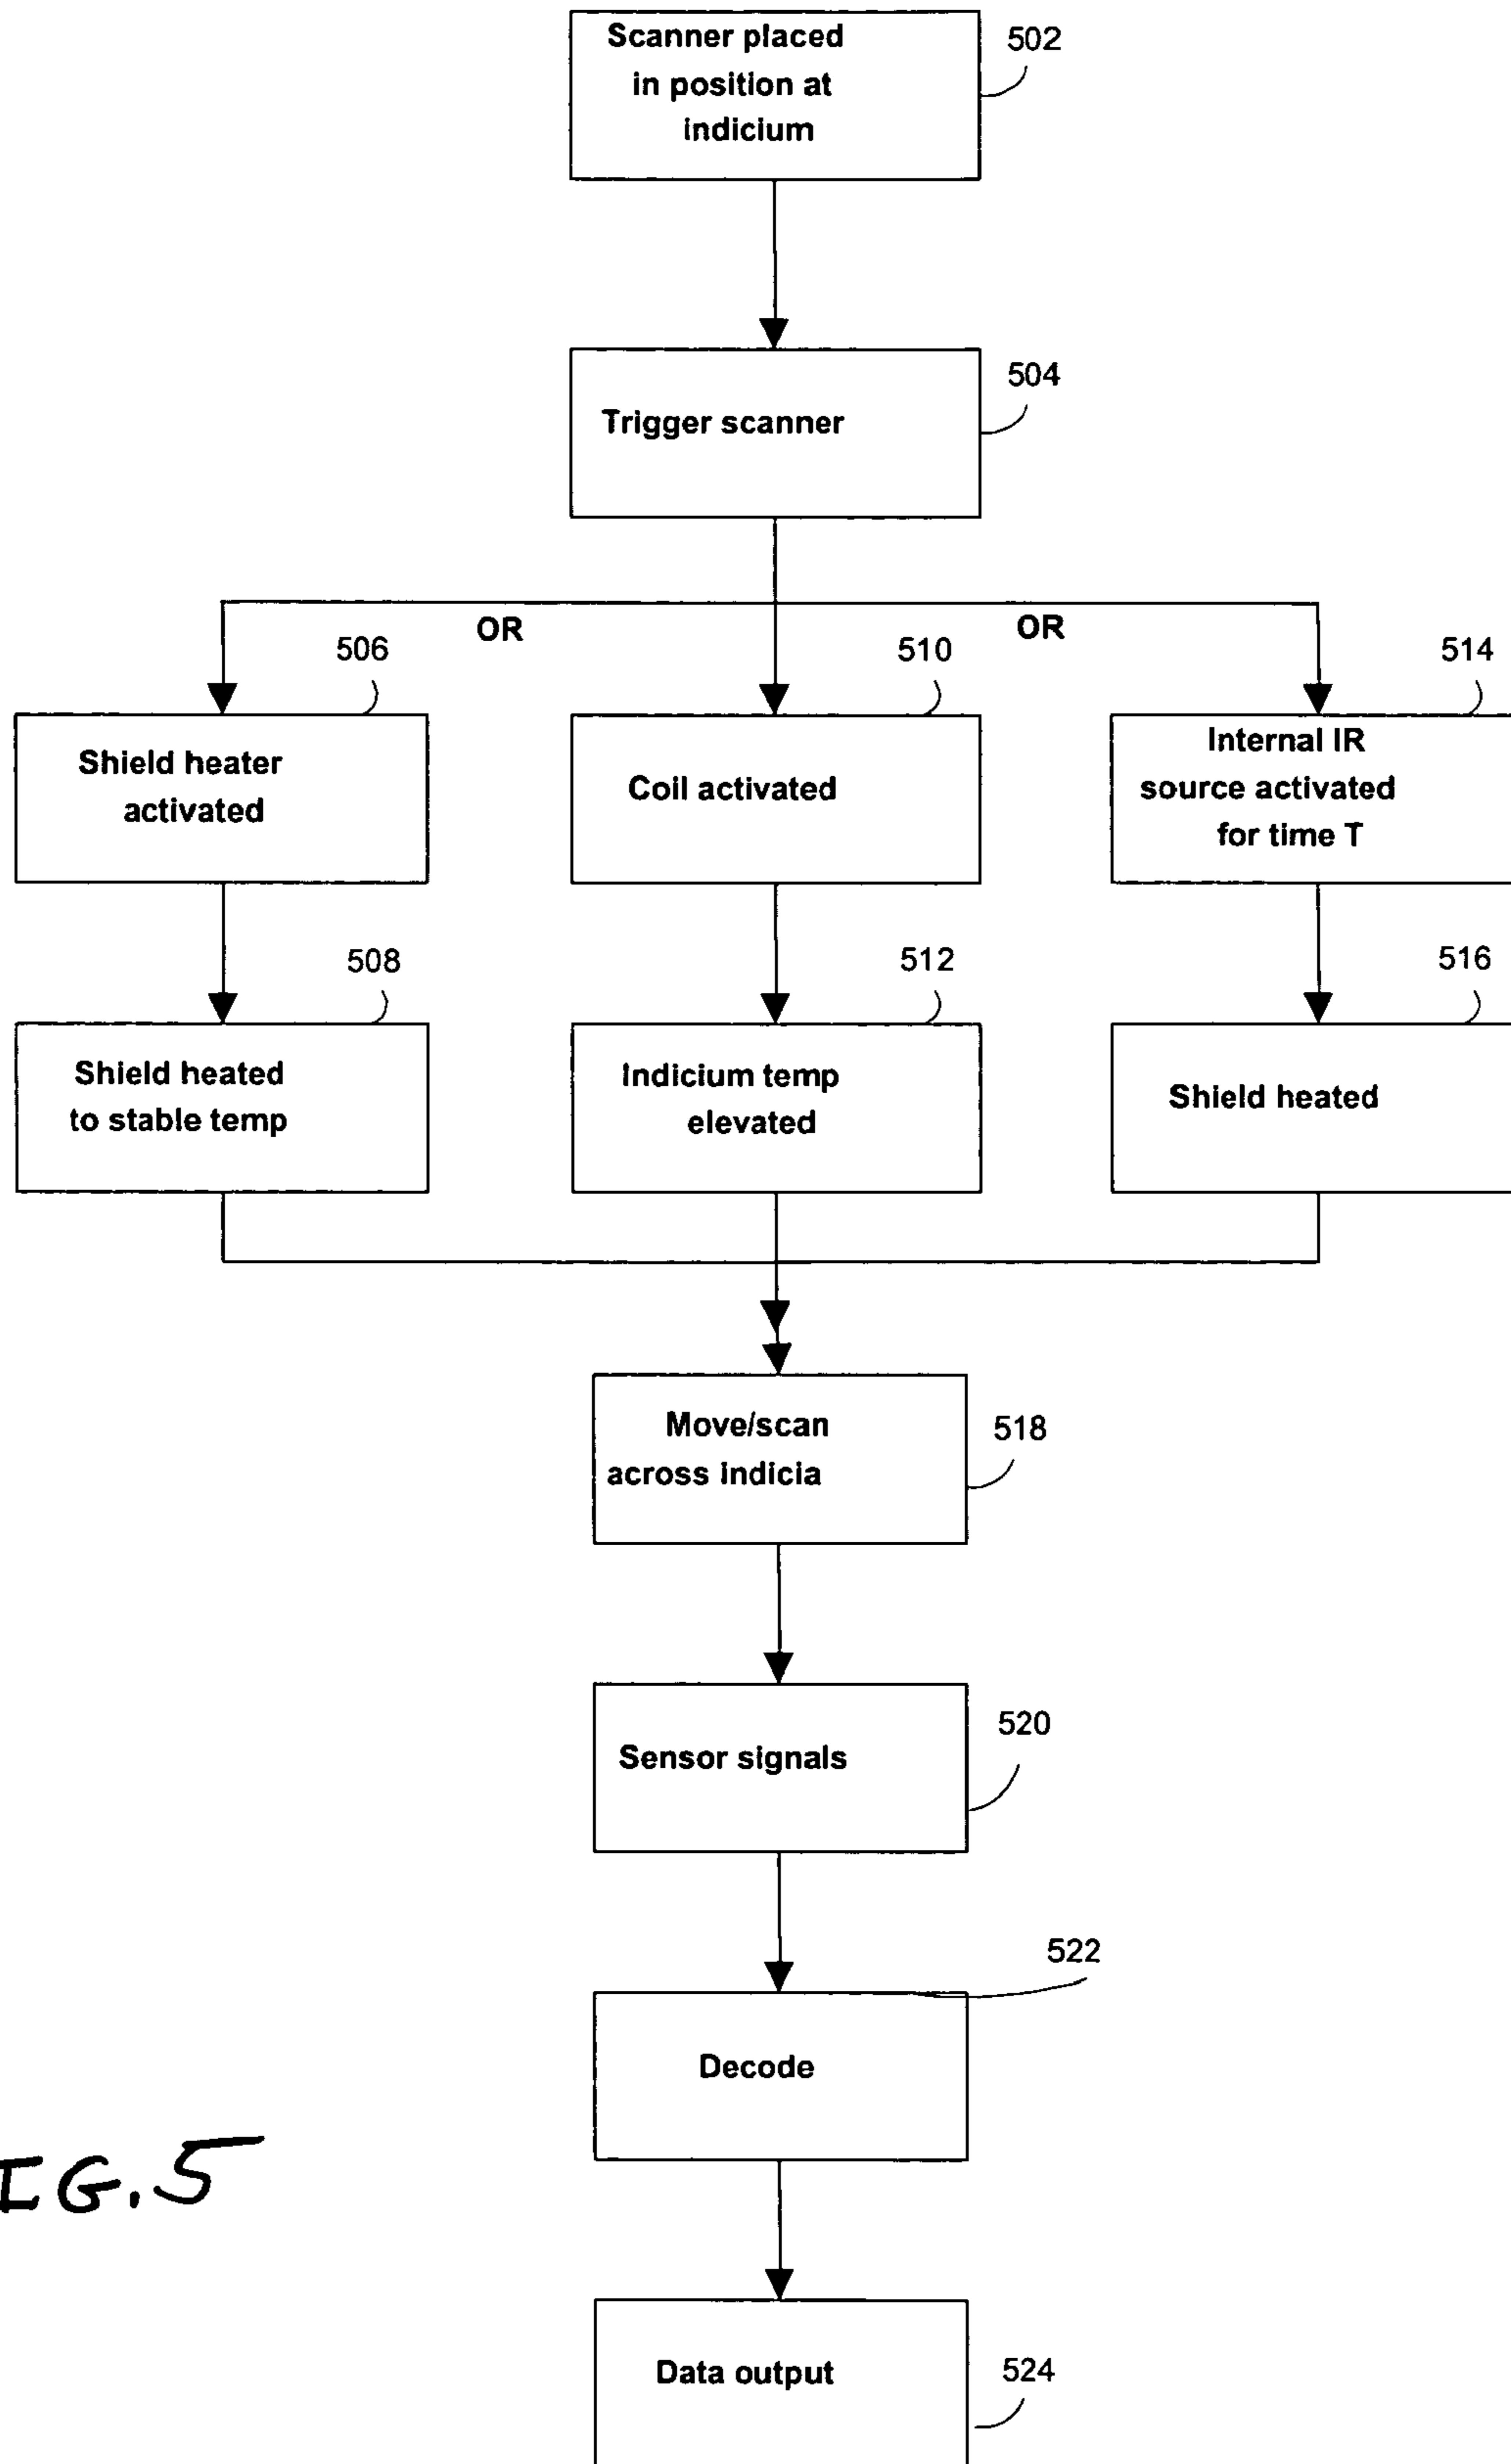 Scanner placed
in position at
indicium
502
Trigger scanner
504
OR
OR
506
510
514
Shield heater
activated
Coil activated
Internal IR
source activated
for time T
508
512
516
Shield heated
to stable temp
Indicium temp
elevated
Shield heated
Move/scan
across indicia
518
Sensor signals
520
522
Decode
IG.5
Data output
524